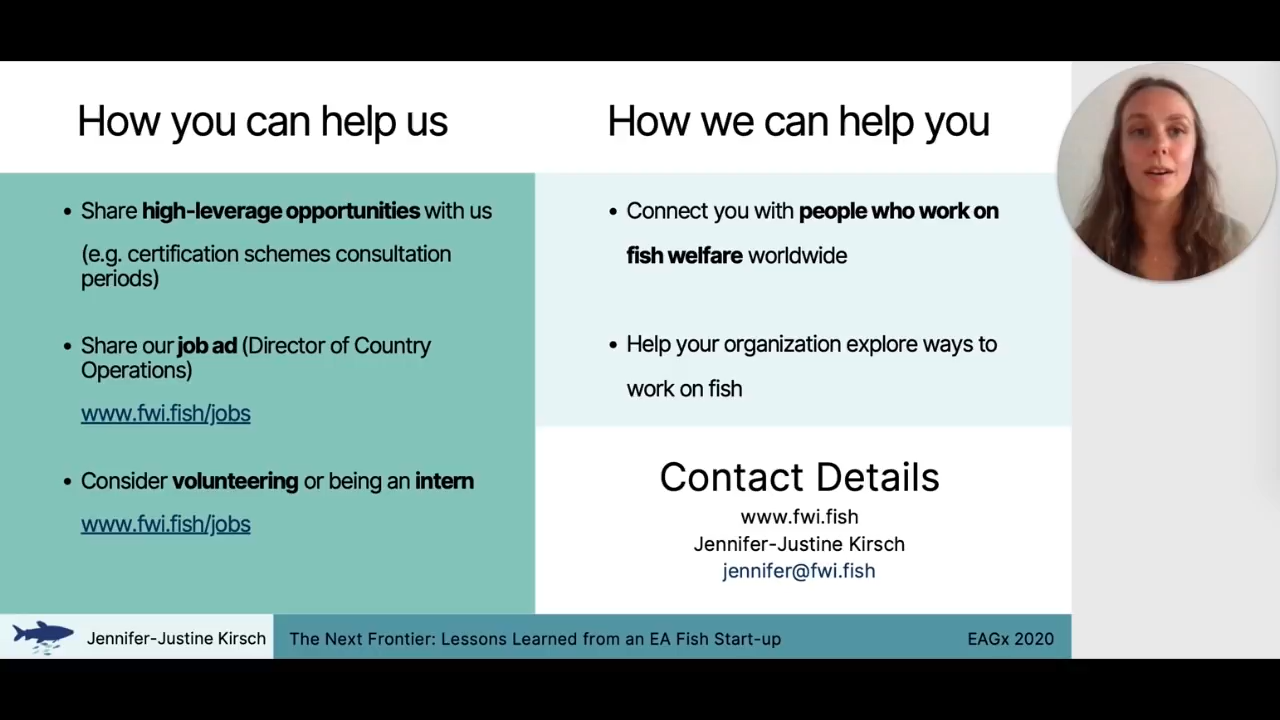 How you can help us
• Share high-leverage opportunities with us
(e.g. certification schemes consultation
periods)
• Share our job ad (Director of Country
Operations)
www.fwi.fish/jobs
• Consider volunteering or being an intern
www.fwi.fish/jobs
How we can help you
• Connect you with people who work on
fish welfare worldwide
• Help your organization explore ways to
work on fish
Contact Details
www.fwi.fish
Jennifer-Justine Kirsch
jennifer@fwi.fish
Jennifer-Justine Kirsch
The Next Frontier: Lessons Learned from an EA Fish Start-up
EAGx 2020